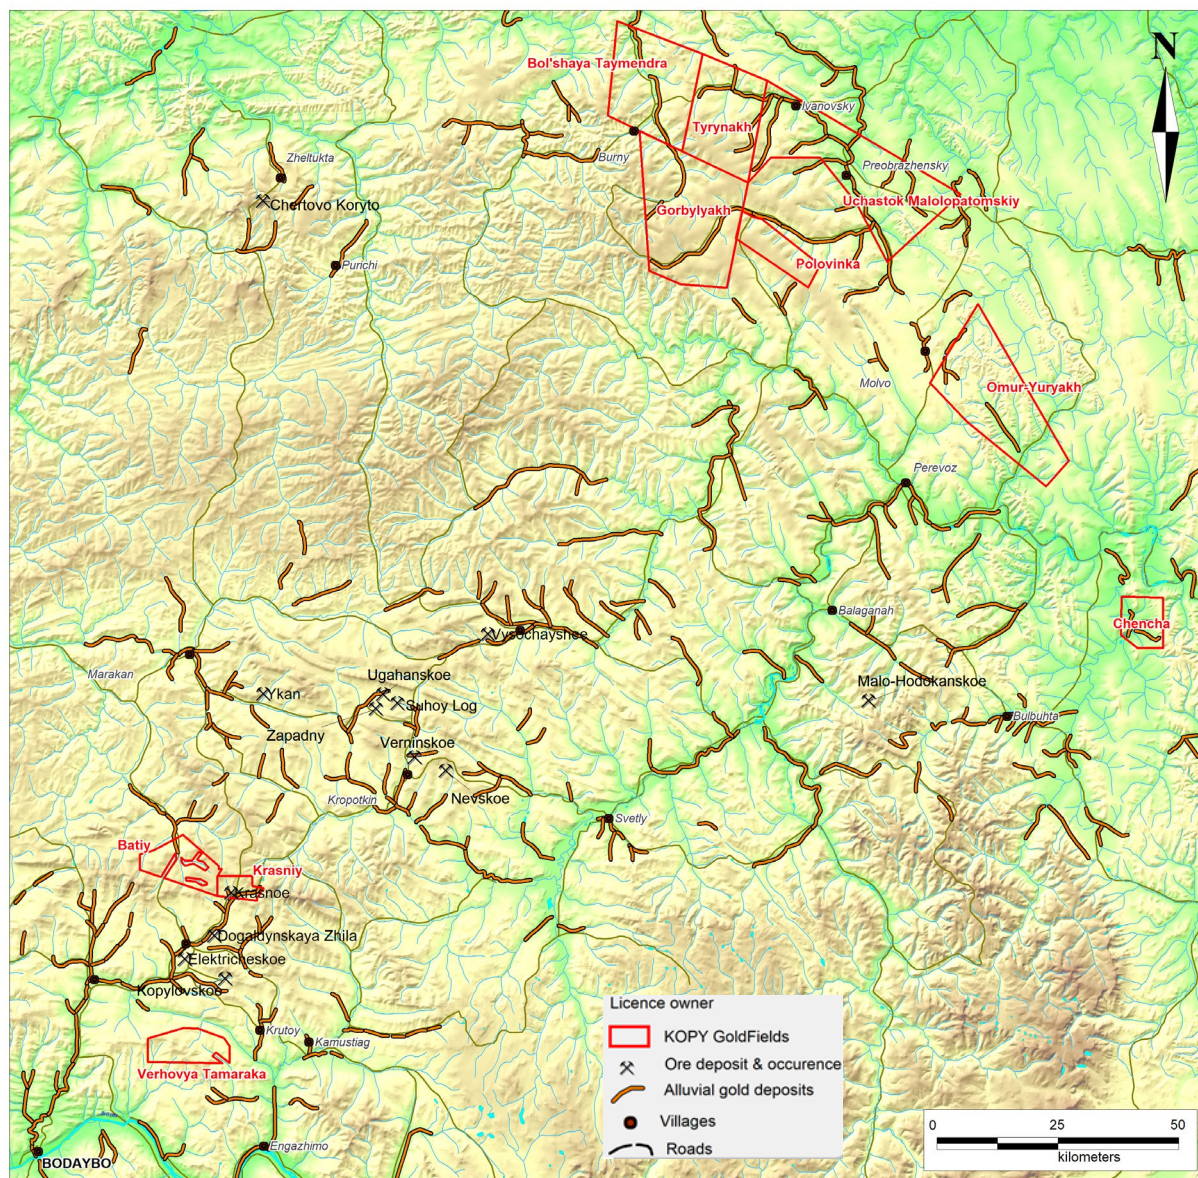 N
Bol'shaya Taymendra
Ivanovsky
Tyrynakh
Burny
Zheltukta
Preobrazhensky
Chertovo Koryto
Uchastok Malolopatomskiy
Gorbylyakh
Purichi
Polovinka
Molvo
Omur-Yuryakh
Perevoz
Balaganah
Chencha
Vysochayshee
Marakan
Ugahanskoe
Malo-Hodokanskoe
Ykan
Suhoy Log
Bulbuhta
Zapadny
Verninskoe
Kropotkin
Nevskoe
Svetly
Batiy
Krasniy
Krasnoe
Dogaldynskaya Zhila
Elektricheskoe
Kopylovskoe
Krutoy
Kamustiag
Verhovya Tamaraka
Engazhimo
BODAYBO
Licence owner
KOPY GoldFields
Ore deposit & occurence
Alluvial gold deposits
Villages
Roads
0 25 50
kilometers